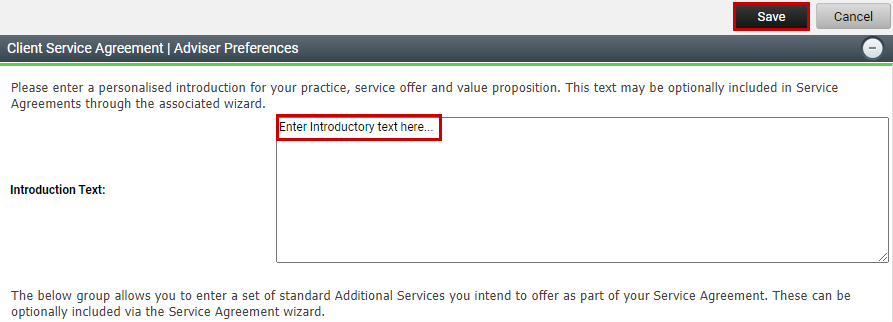 Save Cancel
Client Service Agreement | Adviser Preferences
Please enter a personalised introduction for your practice, service offer and value proposition. This text may be optionally included in Service
Agreements through the associated wizard.
Enter Introductory text here...
Introduction Text:
The below group allows you to enter a set of standard Additional Services you intend to offer as part of your Service Agreement. These can be
optionally included via the Service Agreement wizard.